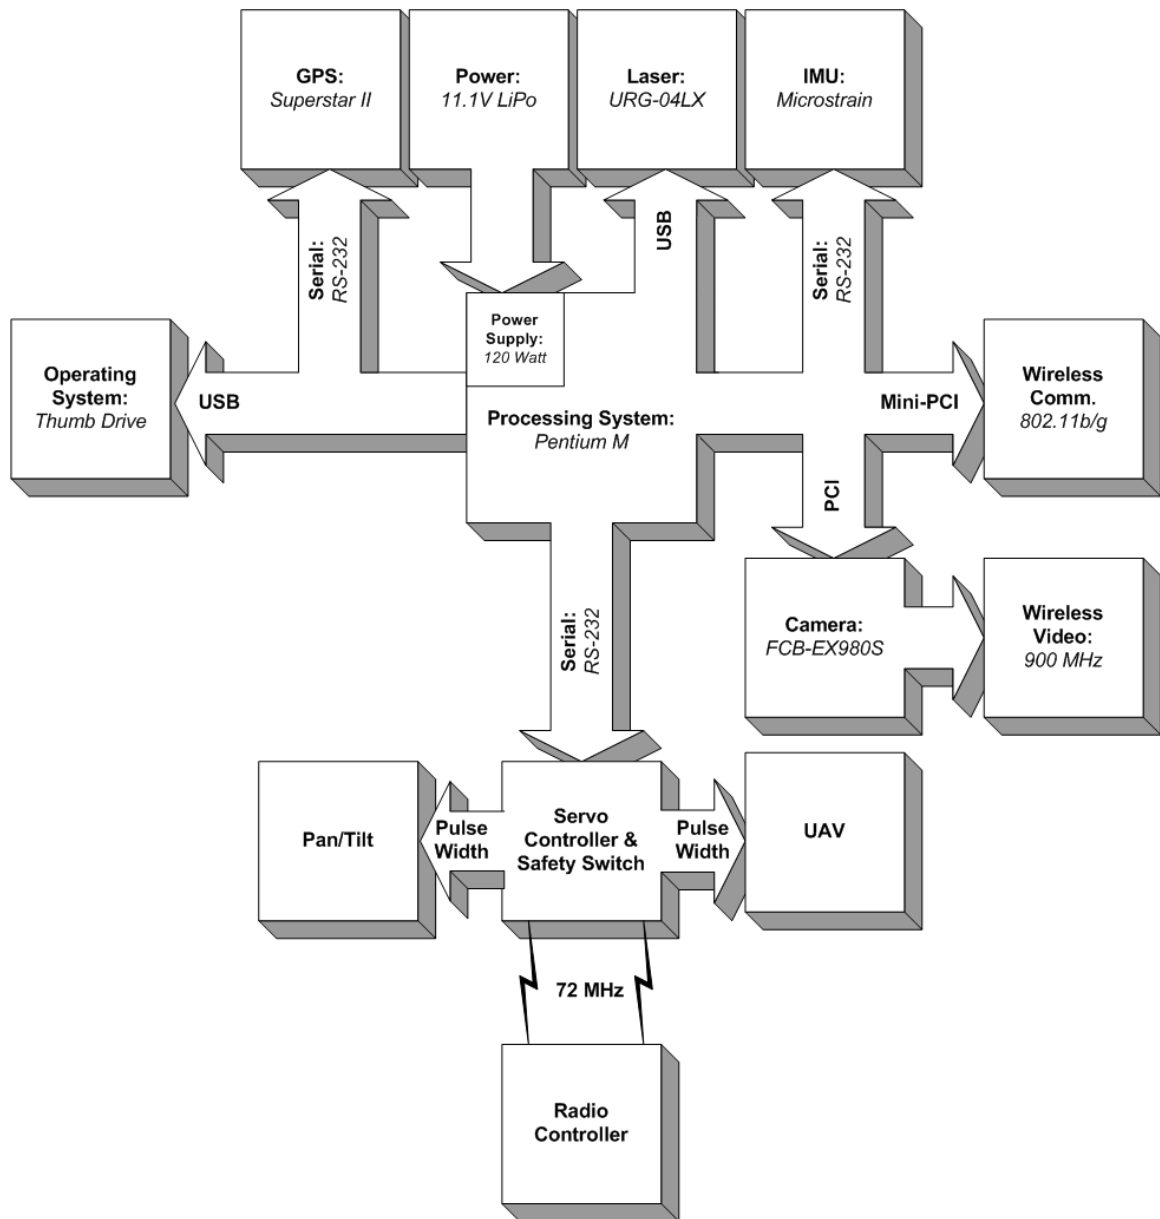 GPS:
Superstar II
Power:
11.1V LiPo
Laser:
URG-04LX
IMU:
Microstrain
Serial:
RS-232
USB
Serial:
RS-232
Power
Supply:
120 Watt
Operating
System:
Thumb Drive
USB
Processing System:
Pentium M
Mini-PCI
Wireless
Comm.
802.11b/g
PCI
Serial:
RS-232
Camera:
FCB-EX980S
Wireless
Video:
900 MHz
Pan/Tilt
Pulse
Width
Servo
Controller &
Safety Switch
Pulse
Width
UAV
72 MHz
Radio
Controller